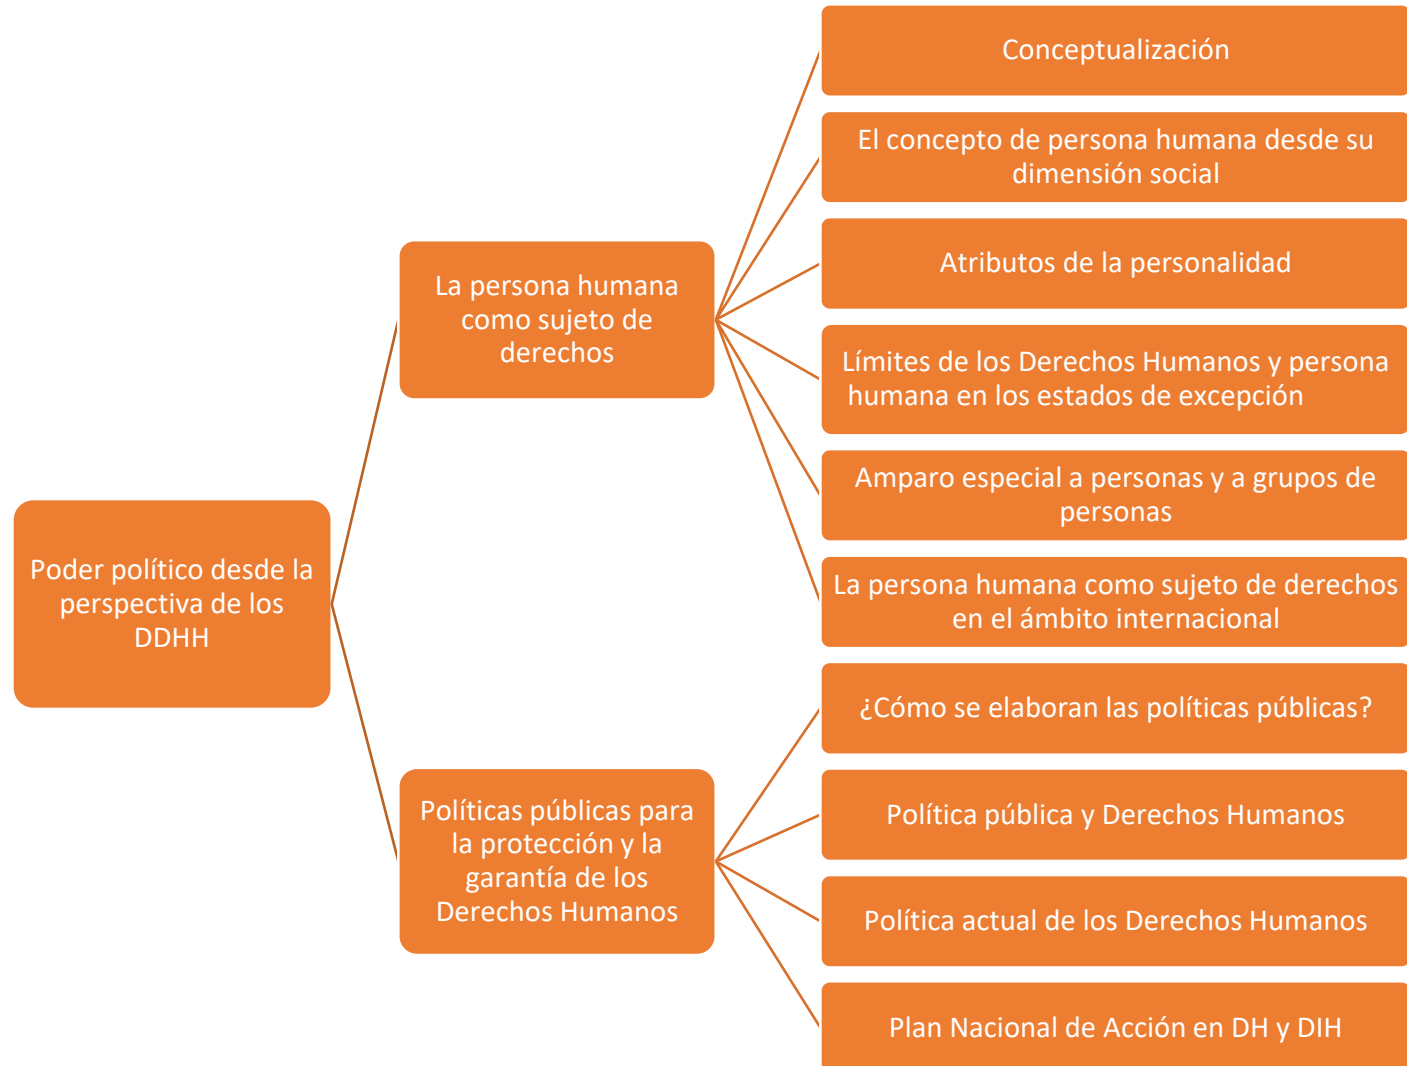 Poder político desde la
perspectiva de los
DDHH
La persona humana
como sujeto de
derechos
Conceptualización
El concepto de persona humana desde su
dimensión social
Atributos de la personalidad
Límites de los Derechos Humanos y persona
humana en los estados de excepción
Amparo especial a personas y a grupos de
personas
La persona humana como sujeto de derechos
en el ámbito internacional
Políticas públicas para
la protección y la
garantía de los
Derechos Humanos
¿Cómo se elaboran las políticas públicas?
Política pública y Derechos Humanos
Política actual de los Derechos Humanos
Plan Nacional de Acción en DH y DIH